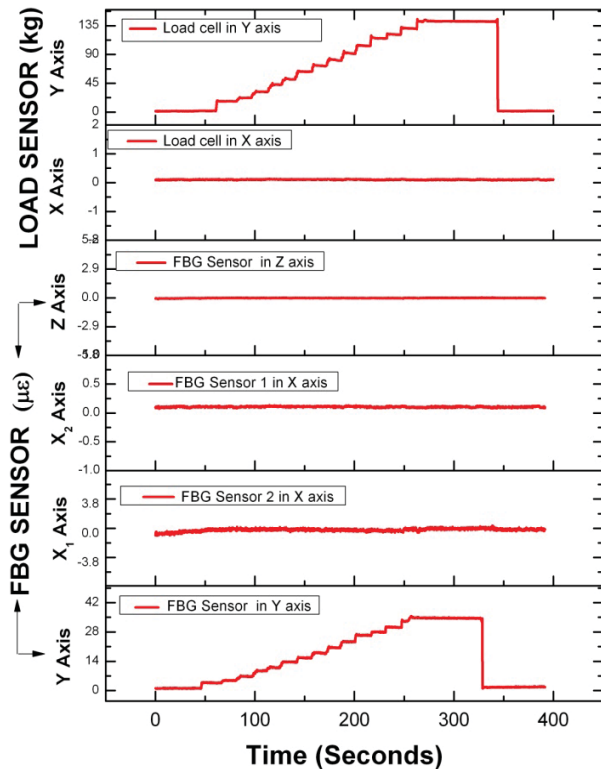 LOAD SENSOR (kg)
Y Axis
135
90
45
0
Load cell in Y axis
X Axis
2
1
0
-1
Load cell in X axis
FBG SENSOR (με)
Z Axis
2.9
0.0
-2.9
FBG Sensor in Z axis
X2 Axis
0.5
0.0
-0.5
-1.0
FBG Sensor 1 in X axis
X1 Axis
3.8
0.0
-3.8
FBG Sensor 2 in X axis
Y Axis
42
28
14
0
FBG Sensor in Y axis
0 100 200 300 400
Time (Seconds)